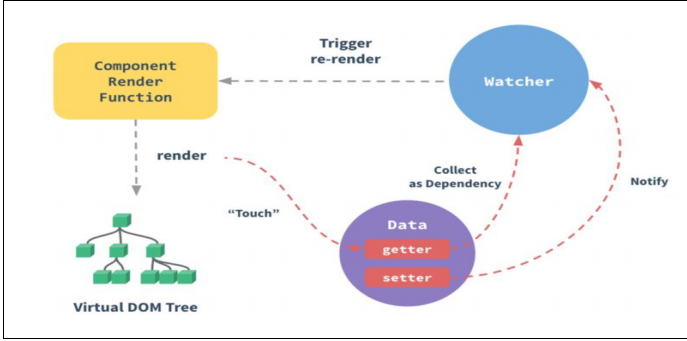 Trigger
re-render
Component
Render
Function
Watcher
render
Collect
as Dependency
Notify
“Touch”
Data
getter
setter
Virtual DOM Tree